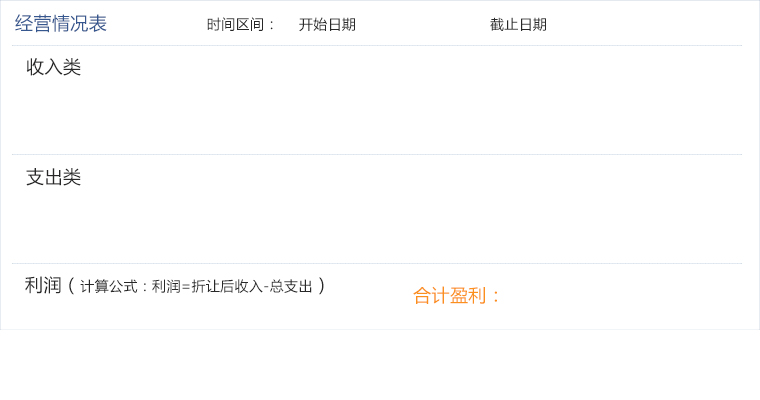 经营情况表 时间区间： 开始日期 截止日期
收入类
支出类
利润（计算公式：利润=折让后收入-总支出）
合计盈利：